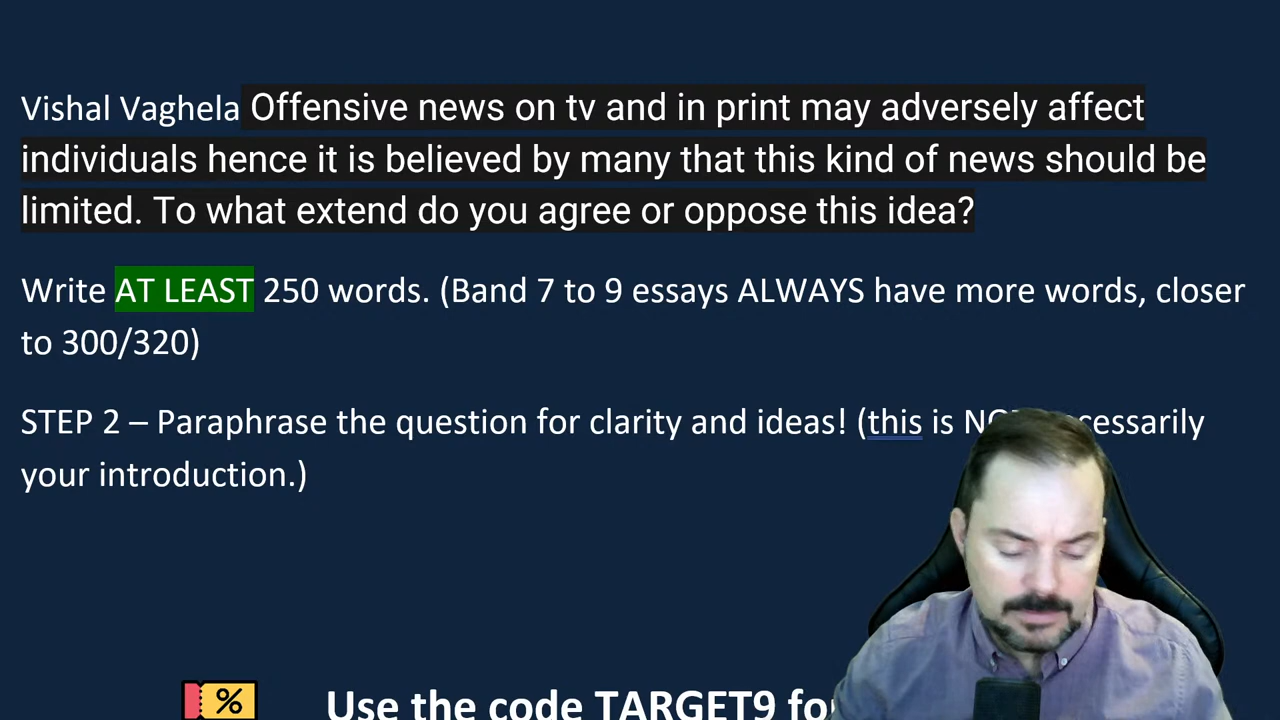 Vishal Vaghela Offensive news on tv and in print may adversely affect
individuals hence it is believed by many that this kind of news should be
limited. To what extend do you agree or oppose this idea?
Write AT LEAST 250 words. (Band 7 to 9 essays ALWAYS have more words, closer
to 300/320)
STEP 2 – Paraphrase the question for clarity and ideas! (this is
your introduction.)
% Use the code TARGET9